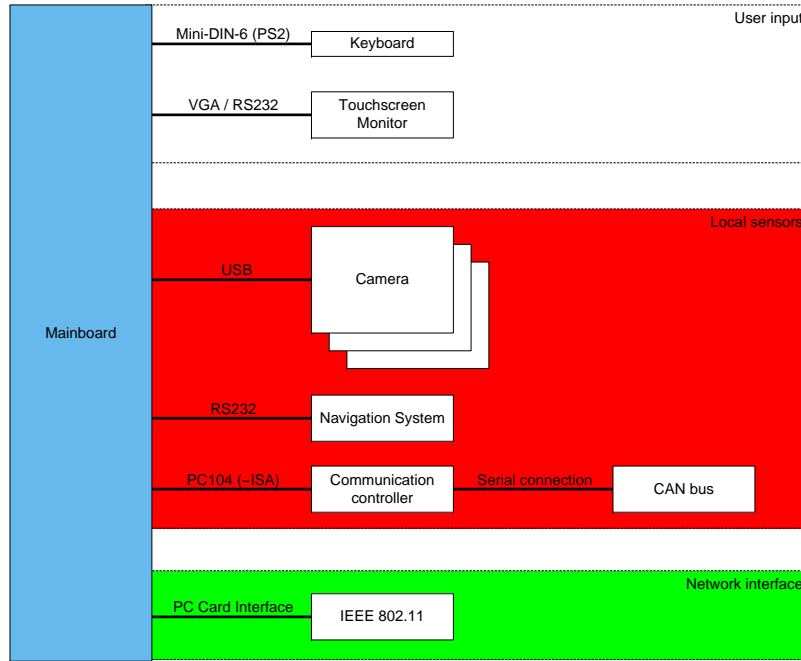 User input
Mini-DIN-6 (PS2)
Keyboard
VGA / RS232
Touchscreen
Monitor
Local sensors
USB
Camera
Mainboard
RS232
Navigation System
PC104 (~ISA)
Communication
controller
Serial connection
CAN bus
Network interface
PC Card Interface
IEEE 802.11